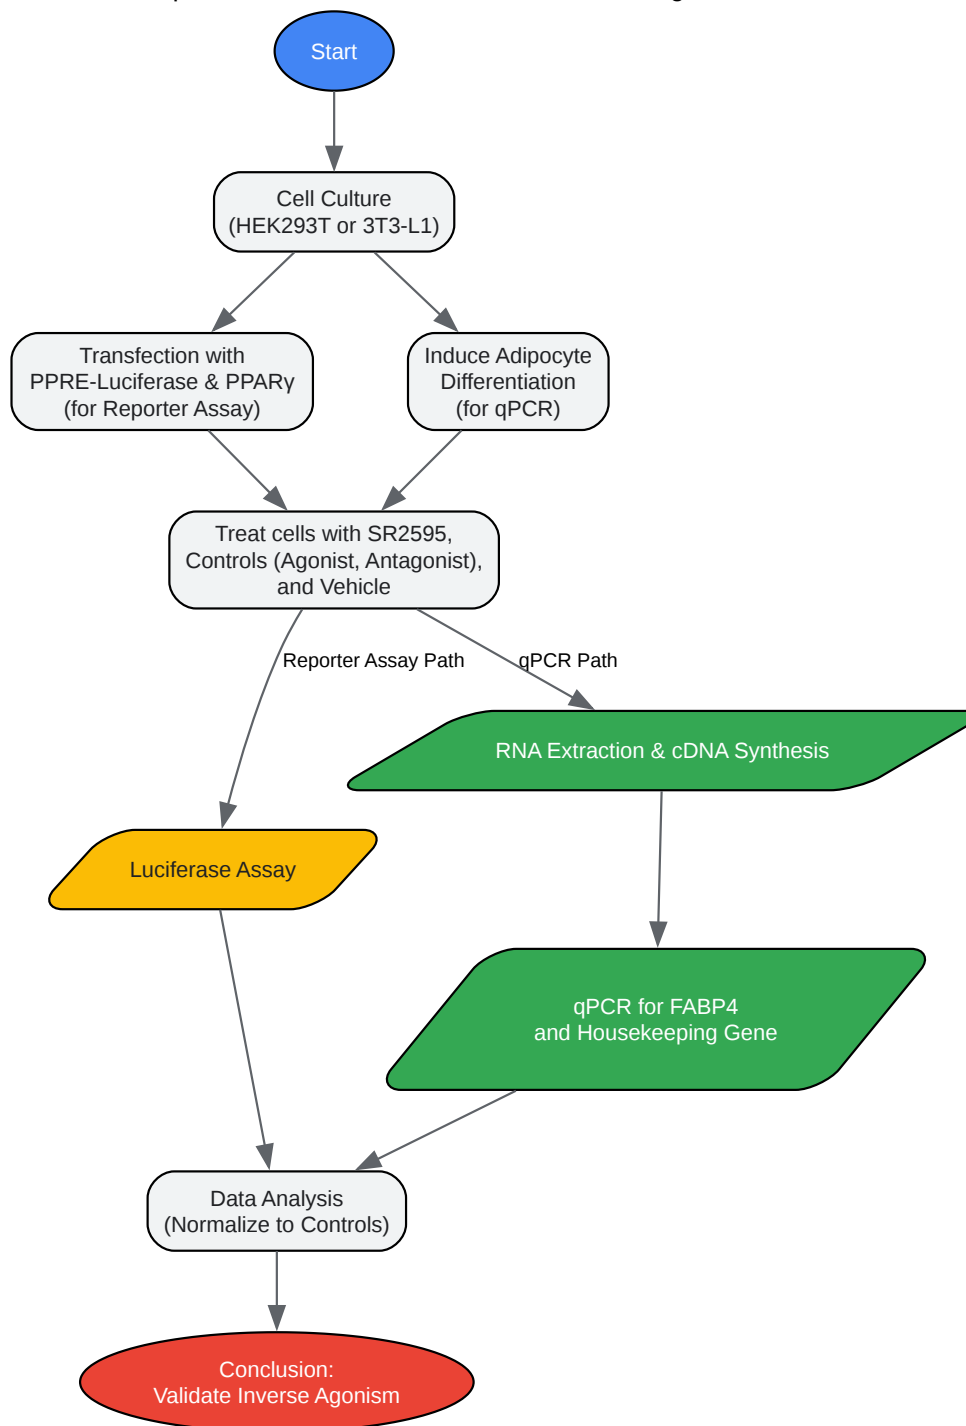 Start
Cell Culture
(HEK293T or 3T3-L1)
Transfection with
PPRE-Luciferase & PPARγ
(for Reporter Assay)
Induce Adipocyte
Differentiation
(for qPCR)
Treat cells with SR2595,
Controls (Agonist, Antagonist),
and Vehicle
Reporter Assay Path
qPCR Path
RNA Extraction & cDNA Synthesis
Luciferase Assay
qPCR for FABP4
and Housekeeping Gene
Data Analysis
(Normalize to Controls)
Conclusion:
Validate Inverse Agonism